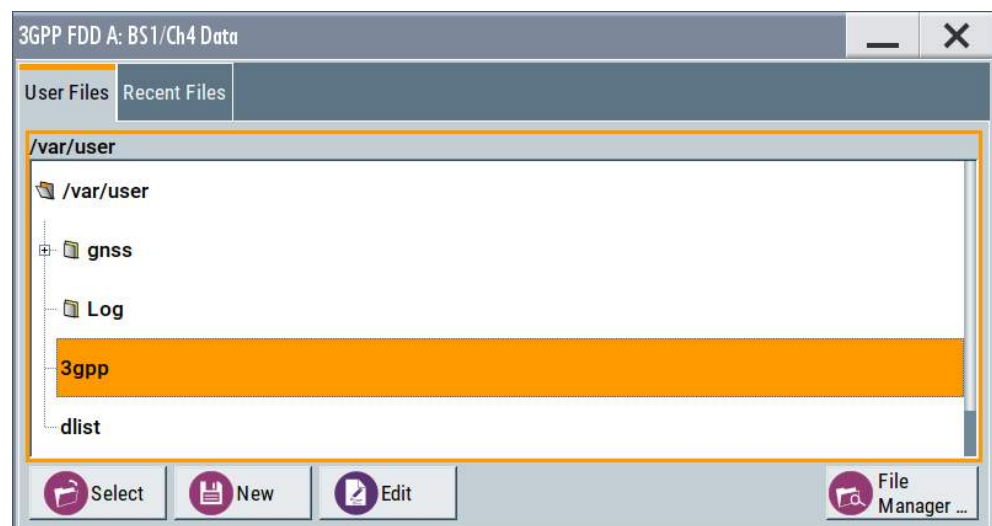 3GPP FDD A: BS1/Ch4 Data
User Files Recent Files
/var/user
/var/user
gnss
Log
3gpp
dlist
Select New Edit File
Manager ...